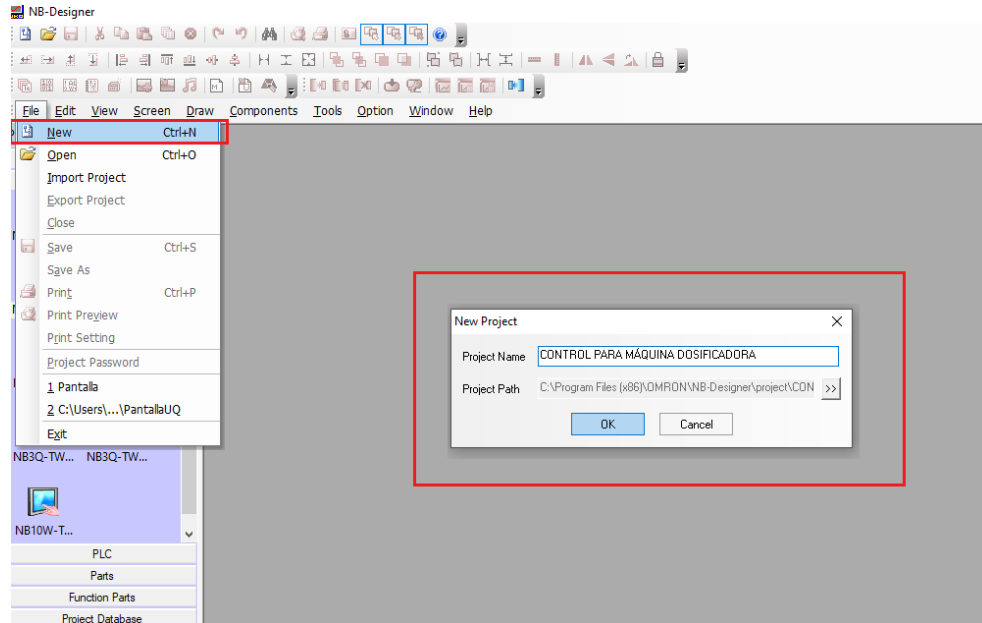 NB-Designer
File Edit View Screen Draw Components Tools Option Window Help
New Ctrl+N
Open Ctrl+O
Import Project
Export Project
Close
Save Ctrl+S
Save As
Print Ctrl+P
Print Preview
Print Setting
Project Password
1 Pantalla
2 C:\Users\...\PantallaUQ
Exit
New Project
Project Name CONTROL PARA MÁQUINA DOSIFICADORA
Project Path C:\Program Files (x86)\OMRON\NB-Designer\project\CON >>
OK Cancel
NB3Q-TW... NB3Q-TW...
NB10W-T...
PLC
Parts
Function Parts
Project Database